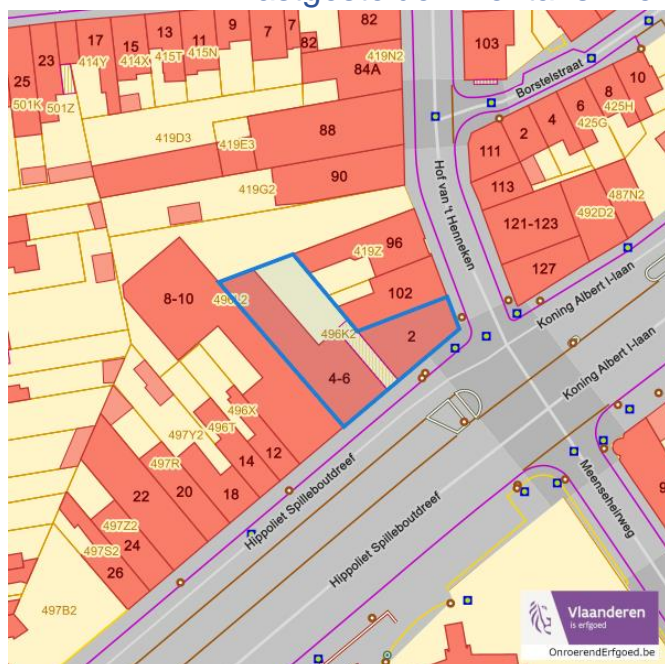 82
9
7
7
17
13
11
15
23
82
103
25
414Y
414X
415T
415N
419N2
84A
Borstelstraat
10
501K
501Z
8
6
425H
4
425G
88
2
419D3
419E3
111
90
Hof van 't Henneken
113
419G2
487N2
121-123
492D2
96
419Z
127
8-10
102
Koning Albert I-laan
496L2
496K2
2
Koning Albert I-laan
4-6
496X
496T
497Y2
12
497R
14
Meenseheirweg
22
20
18
Hippoliet Spilleboutdreef
Hippoliet Spilleboutdreef
497Z2
24
497S2
26
497B2
Vlaanderen
is erfgoed
OnroerendErfgoed.be